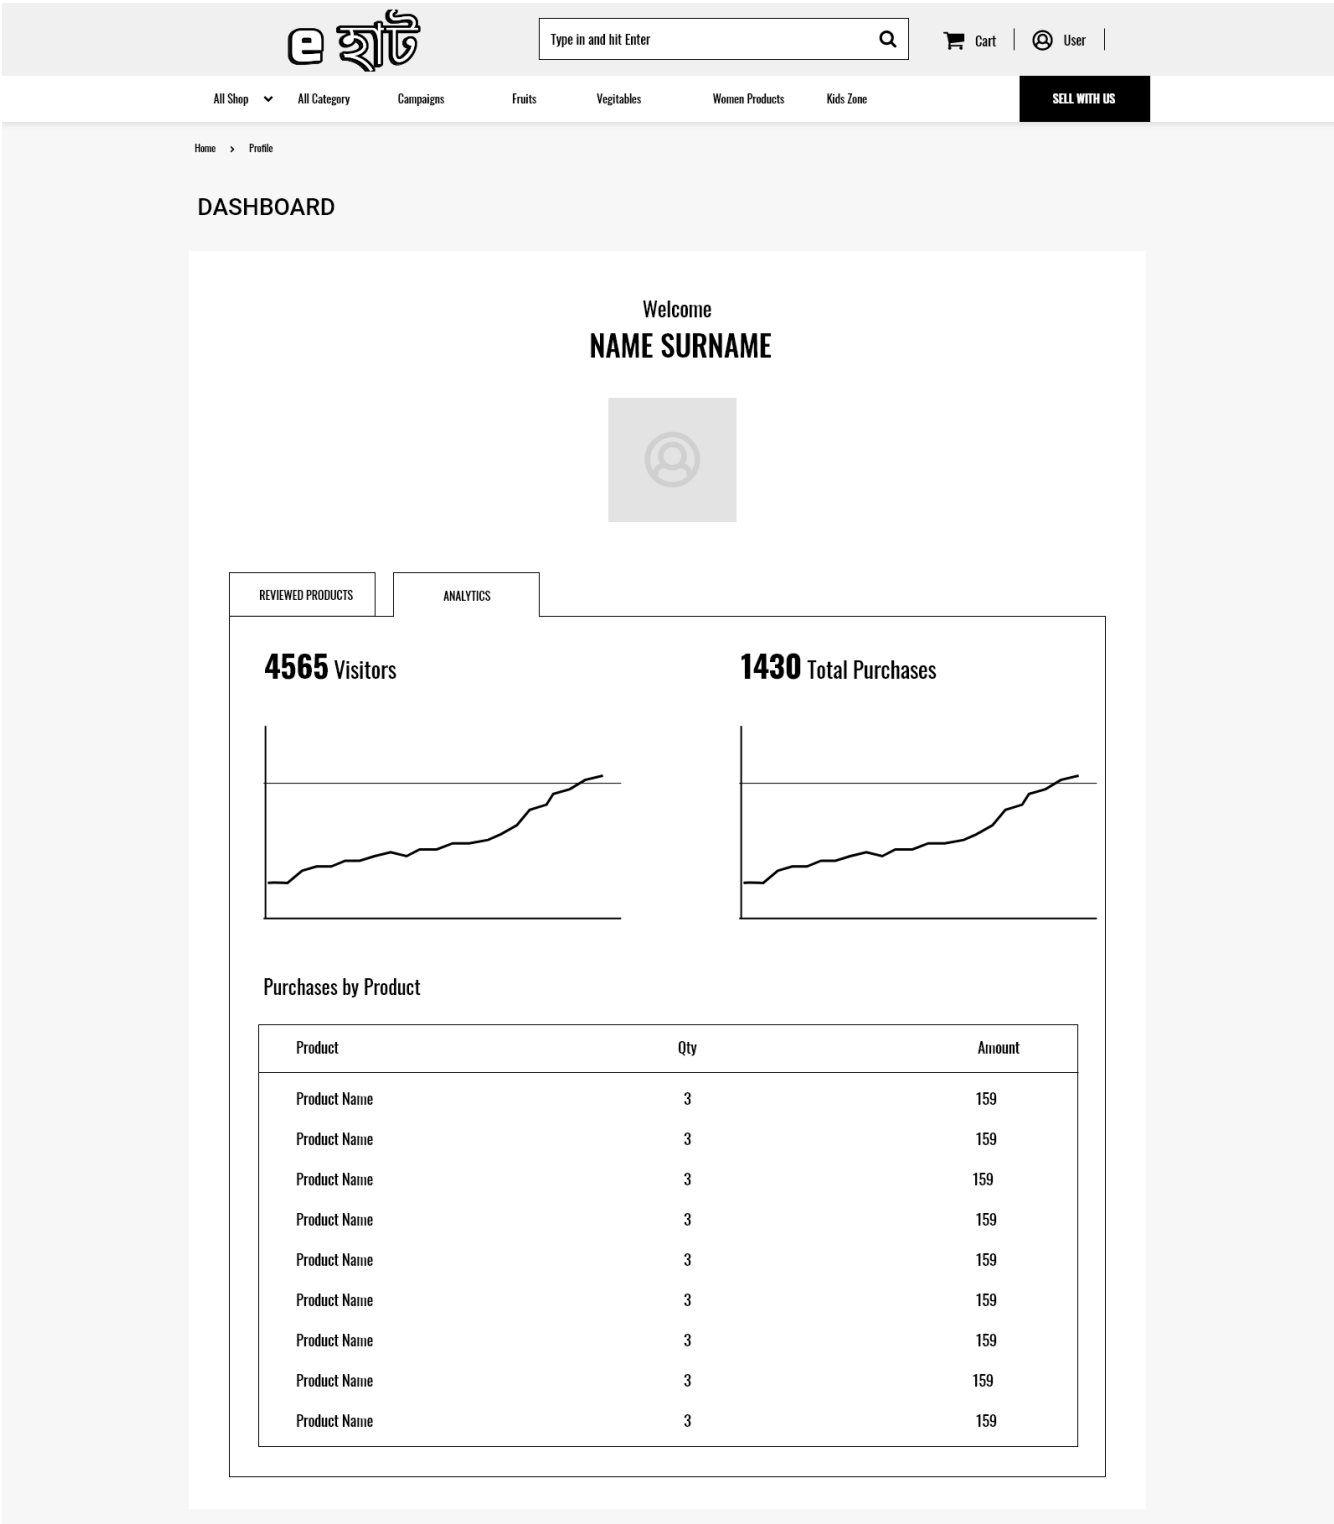 e হাট
Type in and hit Enter
Cart
User
All Shop
All Category
Campaigns
Fruits
Vegitables
Women Products
Kids Zone
SELL WITH US
Home > Profile
DASHBOARD
Welcome
NAME SURNAME
REVIEWED PRODUCTS
ANALYTICS
4565 Visitors
1430 Total Purchases
Purchases by Product
Product Qty Amount
Product Name 3 159
Product Name 3 159
Product Name 3 159
Product Name 3 159
Product Name 3 159
Product Name 3 159
Product Name 3 159
Product Name 3 159
Product Name 3 159